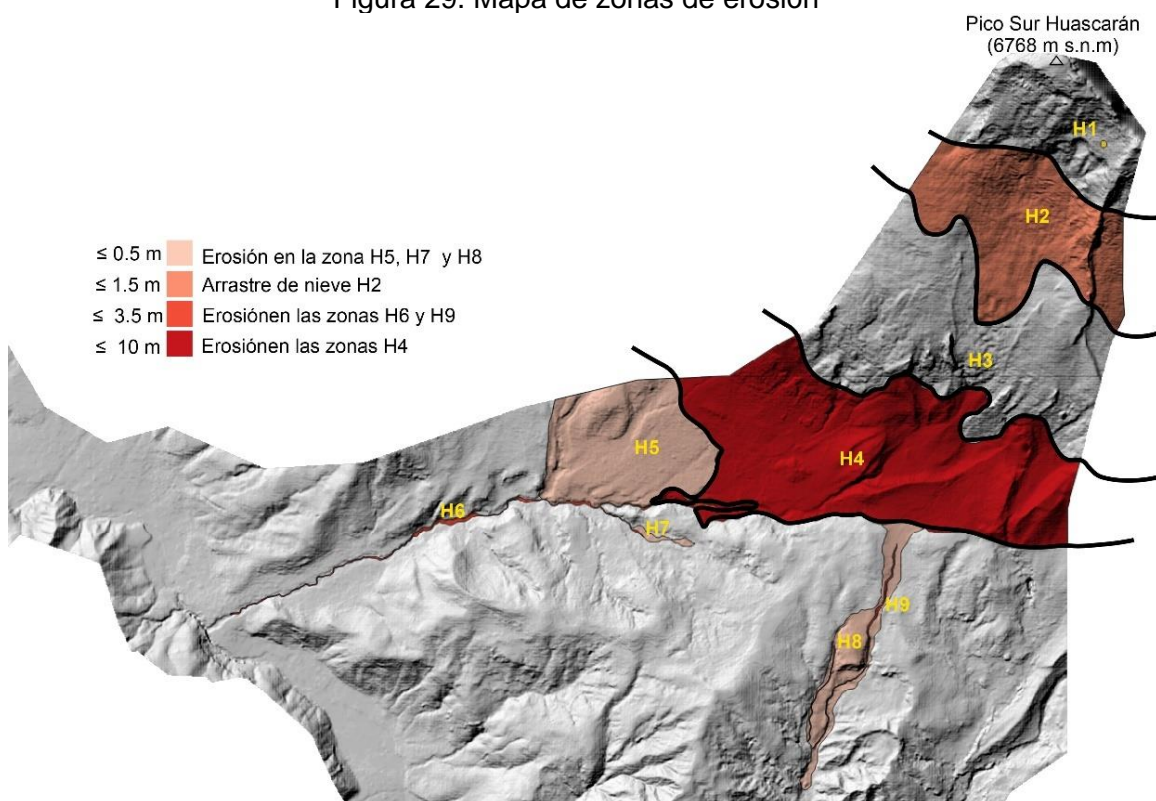 Figura 29. Mapa de zonas de erosión
Pico Sur Huascarán
(6768 m s.n.m)
H1
H2
≤ 0.5 m Erosión en la zona H5, H7 y H8
≤ 1.5 m Arrastre de nieve H2
≤ 3.5 m Erosiónen las zonas H6 y H9
≤ 10 m Erosiónen las zonas H4
H3
H5
H4
H6
H7
H9
H8